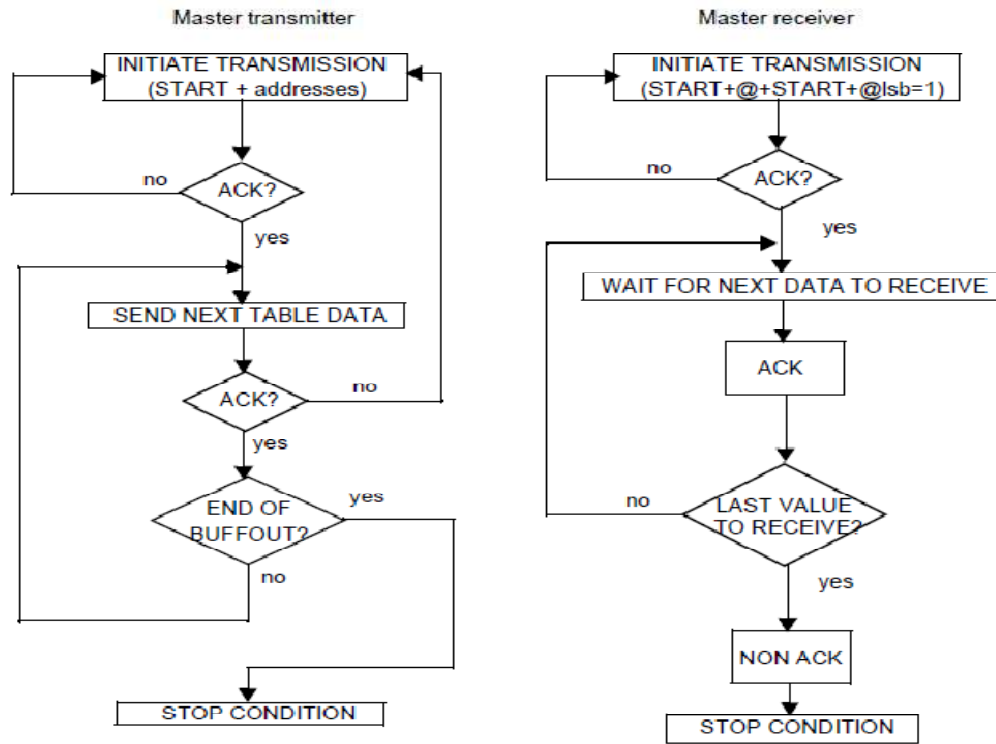 Master transmitter
INITIATE TRANSMISSION
(START + addresses)
no
ACK?
yes
SEND NEXT TABLE DATA
ACK?
no
yes
END OF
BUFFOUT?
yes
no
STOP CONDITION
Master receiver
INITIATE TRANSMISSION
(START+@+START+@lsb=1)
no
ACK?
yes
WAIT FOR NEXT DATA TO RECEIVE
ACK
no
LAST VALUE
TO RECEIVE?
yes
NON ACK
STOP CONDITION